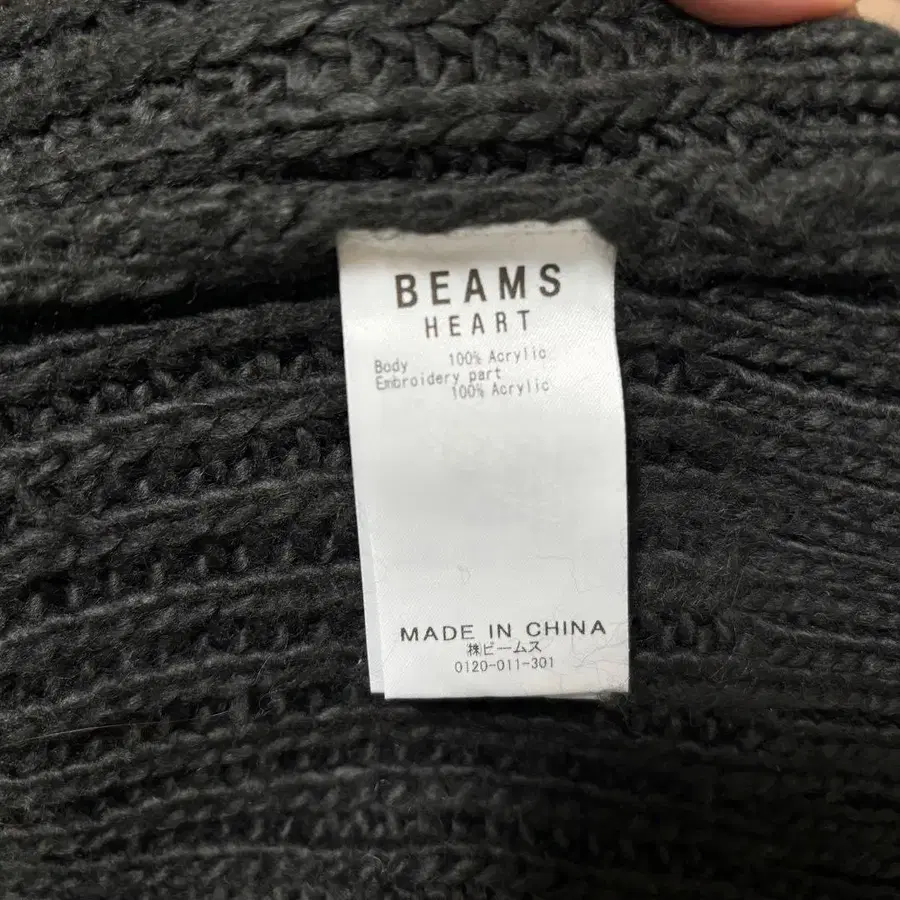 BEAMS
HEART
Body 100% Acrylic
Embroidery part
100% Acrylic
MADE IN CHINA
㈱ビームス
0120-011-301